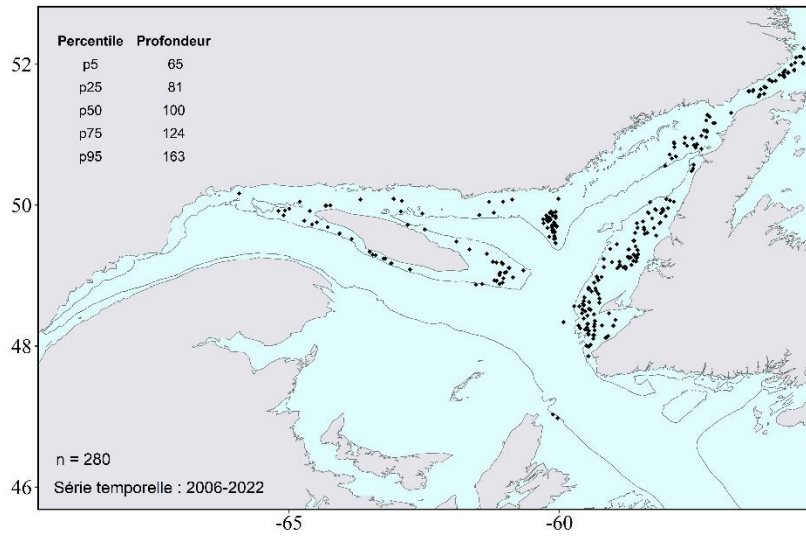 Percentile Profondeur
p5 65
p25 81
p50 100
p75 124
p95 163
52
50
48
46
n = 280
Série temporelle : 2006-2022
-65 -60